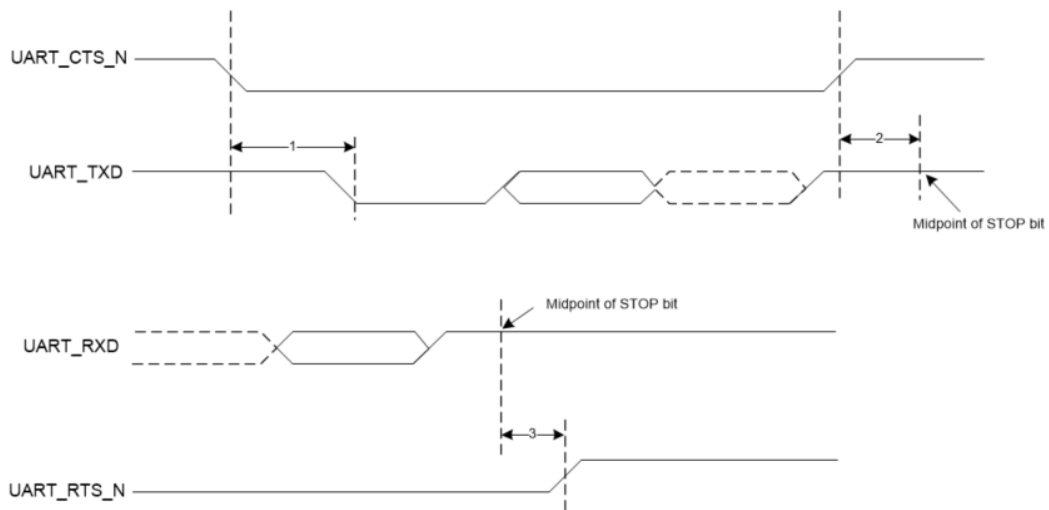 UART_CTS_N
1
2
UART_TXD
Midpoint of STOP bit
Midpoint of STOP bit
UART_RXD
3
UART_RTS_N